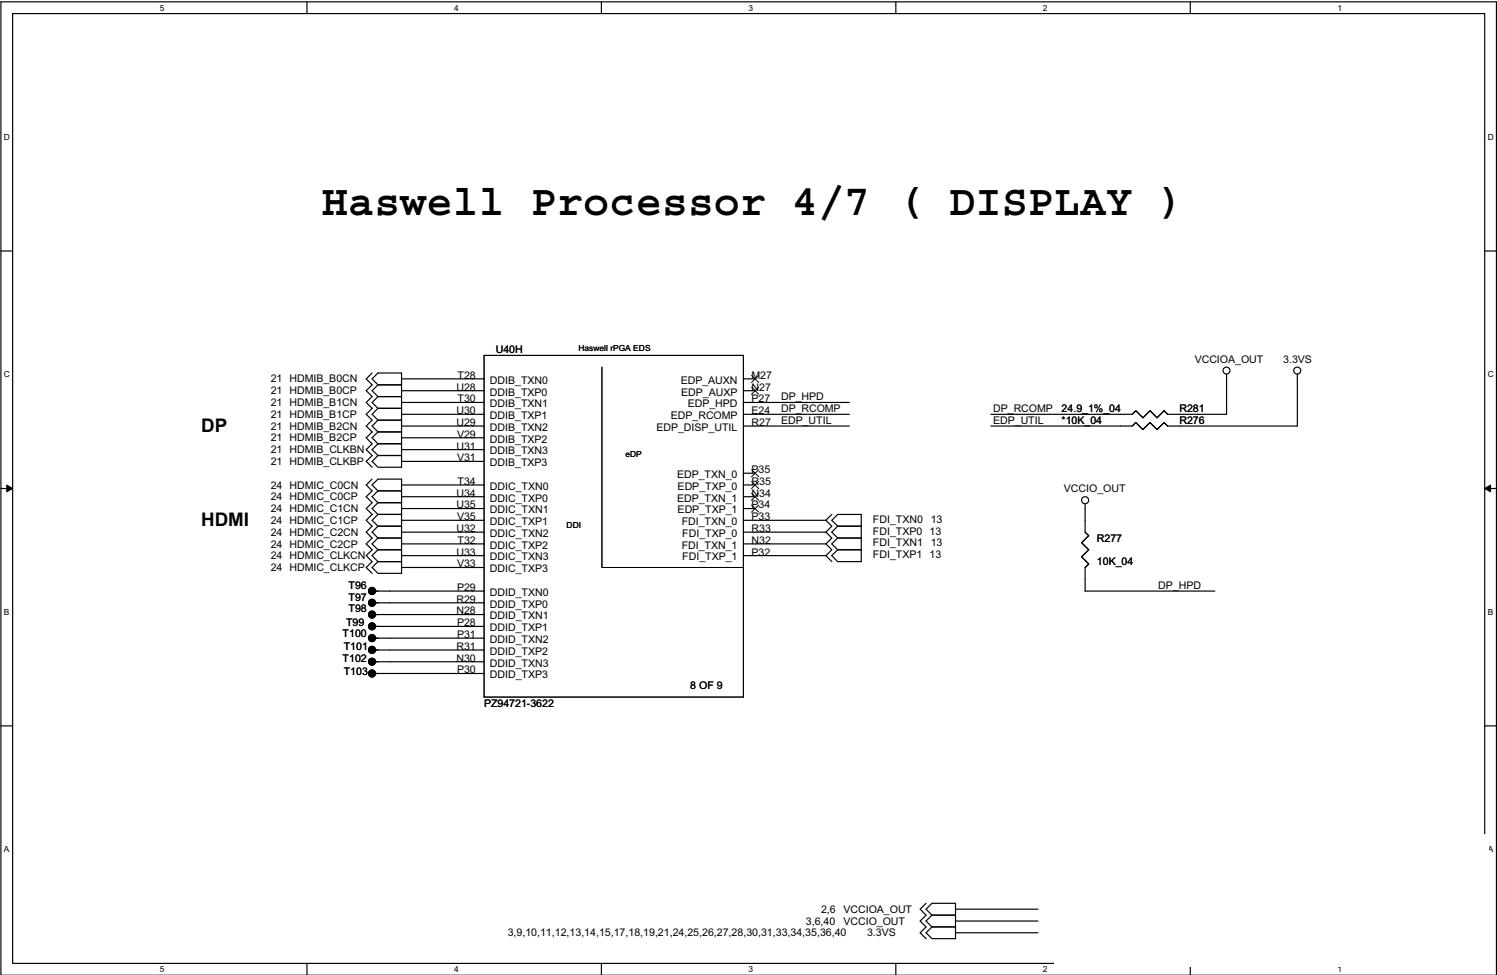 5 4 3 2 1
D D
C C
B B
A A
Haswell Processor 4/7 ( DISPLAY )
U40H Haswell rPGA EDS
DP
21 HDMIB_B0CN T28 DDIB_TXN0
21 HDMIB_B0CP U28 DDIB_TXP0
21 HDMIB_B1CN T30 DDIB_TXN1
21 HDMIB_B1CP U30 DDIB_TXP1
21 HDMIB_B2CN U29 DDIB_TXN2
21 HDMIB_B2CP V29 DDIB_TXP2
21 HDMIB_CLKBN U31 DDIB_TXN3
21 HDMIB_CLKBP V31 DDIB_TXP3
HDMI
24 HDMIC_C0CN T34 DDIC_TXN0
24 HDMIC_C0CP U34 DDIC_TXP0
24 HDMIC_C1CN U35 DDIC_TXN1
24 HDMIC_C1CP V35 DDIC_TXP1
24 HDMIC_C2CN U32 DDIC_TXN2
24 HDMIC_C2CP T32 DDIC_TXP2
24 HDMIC_CLKCN U33 DDIC_TXN3
24 HDMIC_CLKCP V33 DDIC_TXP3
T96 P29 DDID_TXN0
T97 R29 DDID_TXP0
T98 N28 DDID_TXN1
T99 P28 DDID_TXP1
T100 P31 DDID_TXN2
T101 R31 DDID_TXP2
T102 N30 DDID_TXN3
T103 P30 DDID_TXP3
eDP
DDI
EDP_AUXN M27
EDP_AUXP N27
EDP_HPD P27 DP_HPD
EDP_RCOMP E24 DP_RCOMP
EDP_DISP_UTIL R27 EDP_UTIL
EDP_TXN_0 P35
EDP_TXP_0 R35
EDP_TXN_1 N34
EDP_TXP_1 P34
FDI_TXN_0 P33 FDI_TXN0 13
FDI_TXP_0 R33 FDI_TXP0 13
FDI_TXN_1 N32 FDI_TXN1 13
FDI_TXP_1 P32 FDI_TXP1 13
8 OF 9
PZ94721-3622
VCCIOA_OUT 3.3VS
DP_RCOMP 24.9_1%_04 R281
EDP_UTIL *10K_04 R276
VCCIO_OUT
R277
10K_04
DP_HPD
2,6 VCCIOA_OUT
3,6,40 VCCIO_OUT
3,9,10,11,12,13,14,15,17,18,19,21,24,25,26,27,28,30,31,33,34,35,36,40 3.3VS
5 4 3 2 1